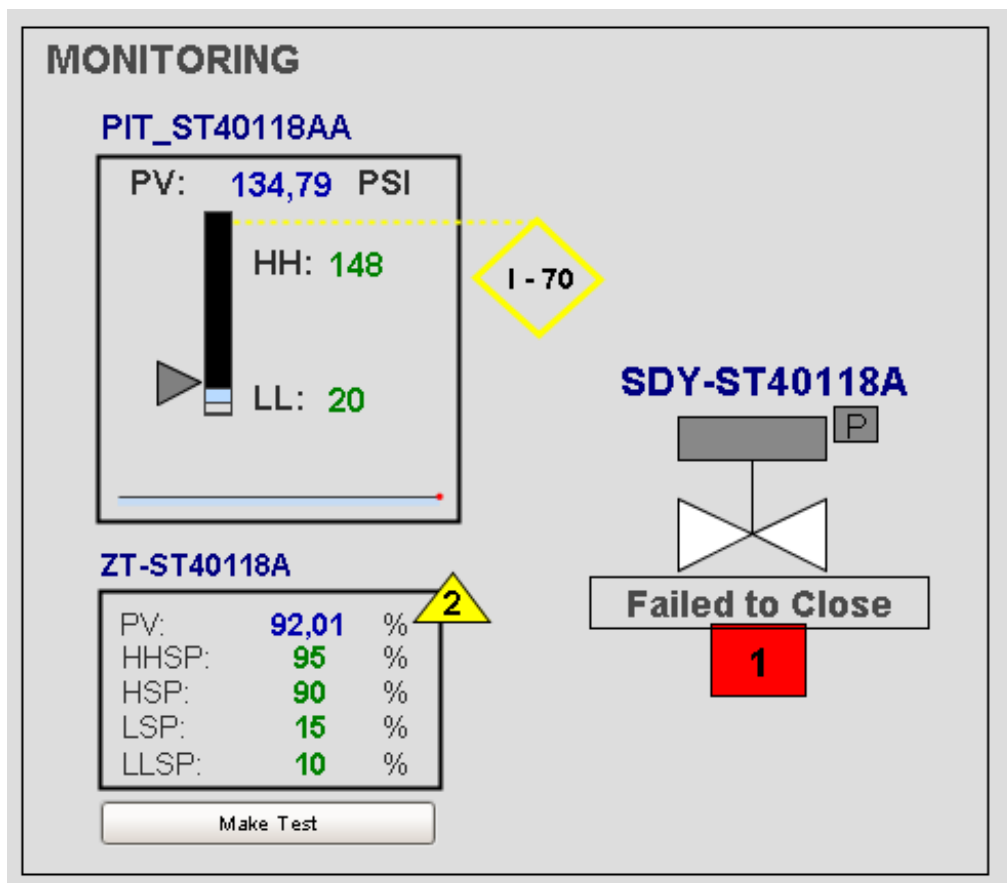 MONITORING
PIT_ST40118AA
PV: 134,79 PSI
HH: 148
I - 70
LL: 20
SDY-ST40118A
P
ZT-ST40118A
2
PV: 92,01 %
HHSP: 95 %
HSP: 90 %
LSP: 15 %
LLSP: 10 %
Failed to Close
1
Make Test